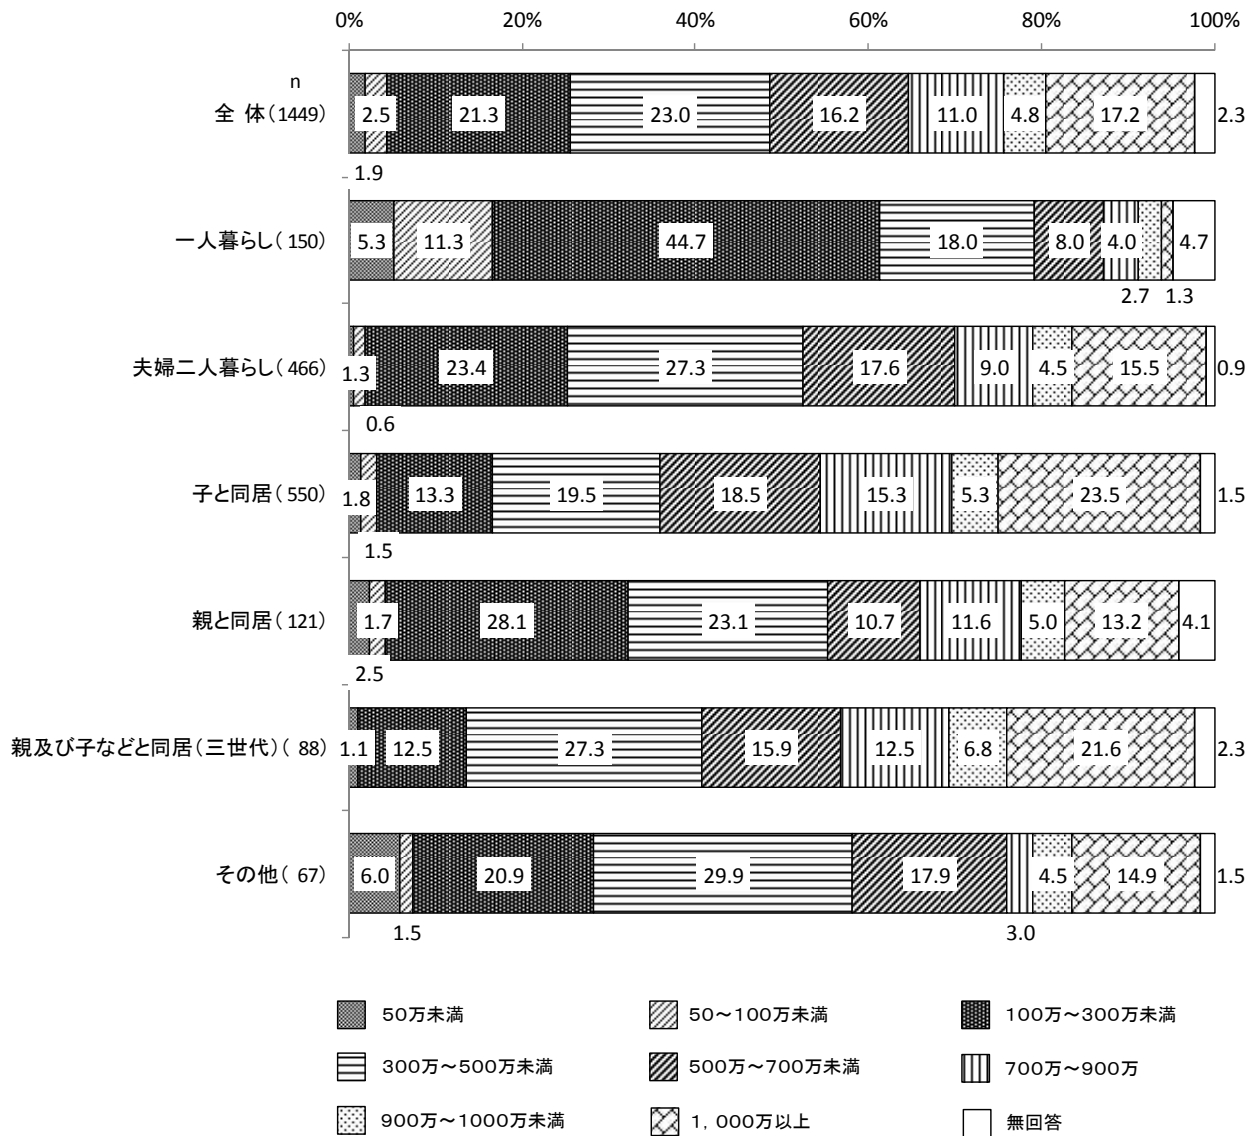 0% 20% 40% 60% 80% 100%
n
全 体(1449) 2.5 21.3 23.0 16.2 11.0 4.8 17.2 2.3
1.9
一人暮らし( 150) 5.3 11.3 44.7 18.0 8.0 4.0 4.7
2.7 1.3
夫婦二人暮らし( 466) 1.3 23.4 27.3 17.6 9.0 4.5 15.5 0.9
0.6
子と同居( 550) 1.8 13.3 19.5 18.5 15.3 5.3 23.5 1.5
1.5
親と同居( 121) 1.7 28.1 23.1 10.7 11.6 5.0 13.2 4.1
2.5
親及び子などと同居(三世代)( 88) 1.1 12.5 27.3 15.9 12.5 6.8 21.6 2.3
その他( 67) 6.0 20.9 29.9 17.9 4.5 14.9 1.5
1.5 3.0
50万未満 50~100万未満 100万~300万未満
300万~500万未満 500万~700万未満 700万~900万
900万~1000万未満 1,000万以上 無回答